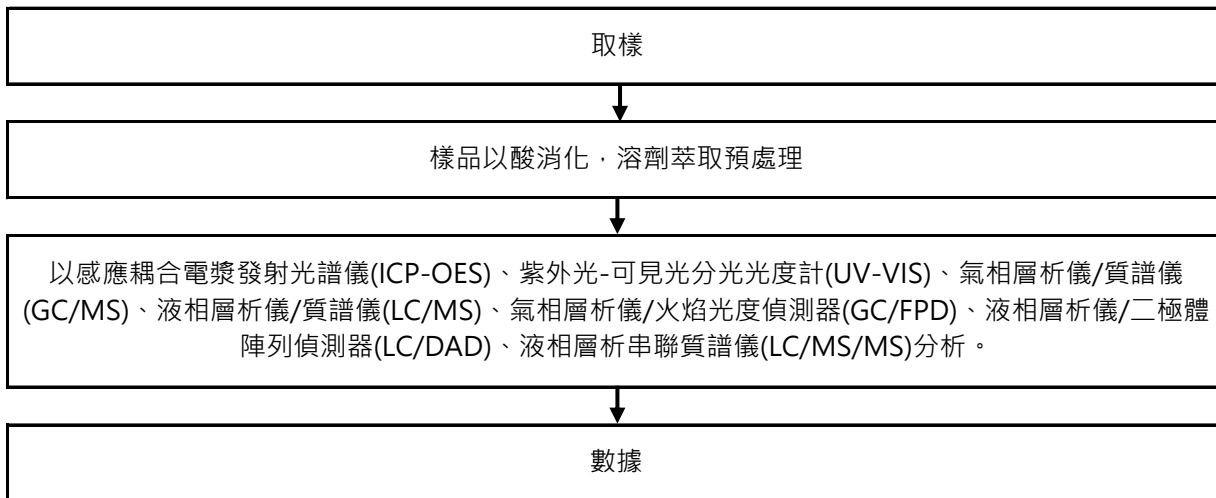 取樣
樣品以酸消化，溶劑萃取預處理
以感應耦合電漿發射光譜儀(ICP-OES)、紫外光-可見光分光光度計(UV-VIS)、氣相層析儀/質譜儀
(GC/MS)、液相層析儀/質譜儀(LC/MS)、氣相層析儀/火焰光度偵測器(GC/FPD)、液相層析儀/二極體
陣列偵測器(LC/DAD)、液相層析串聯質譜儀(LC/MS/MS)分析。
數據